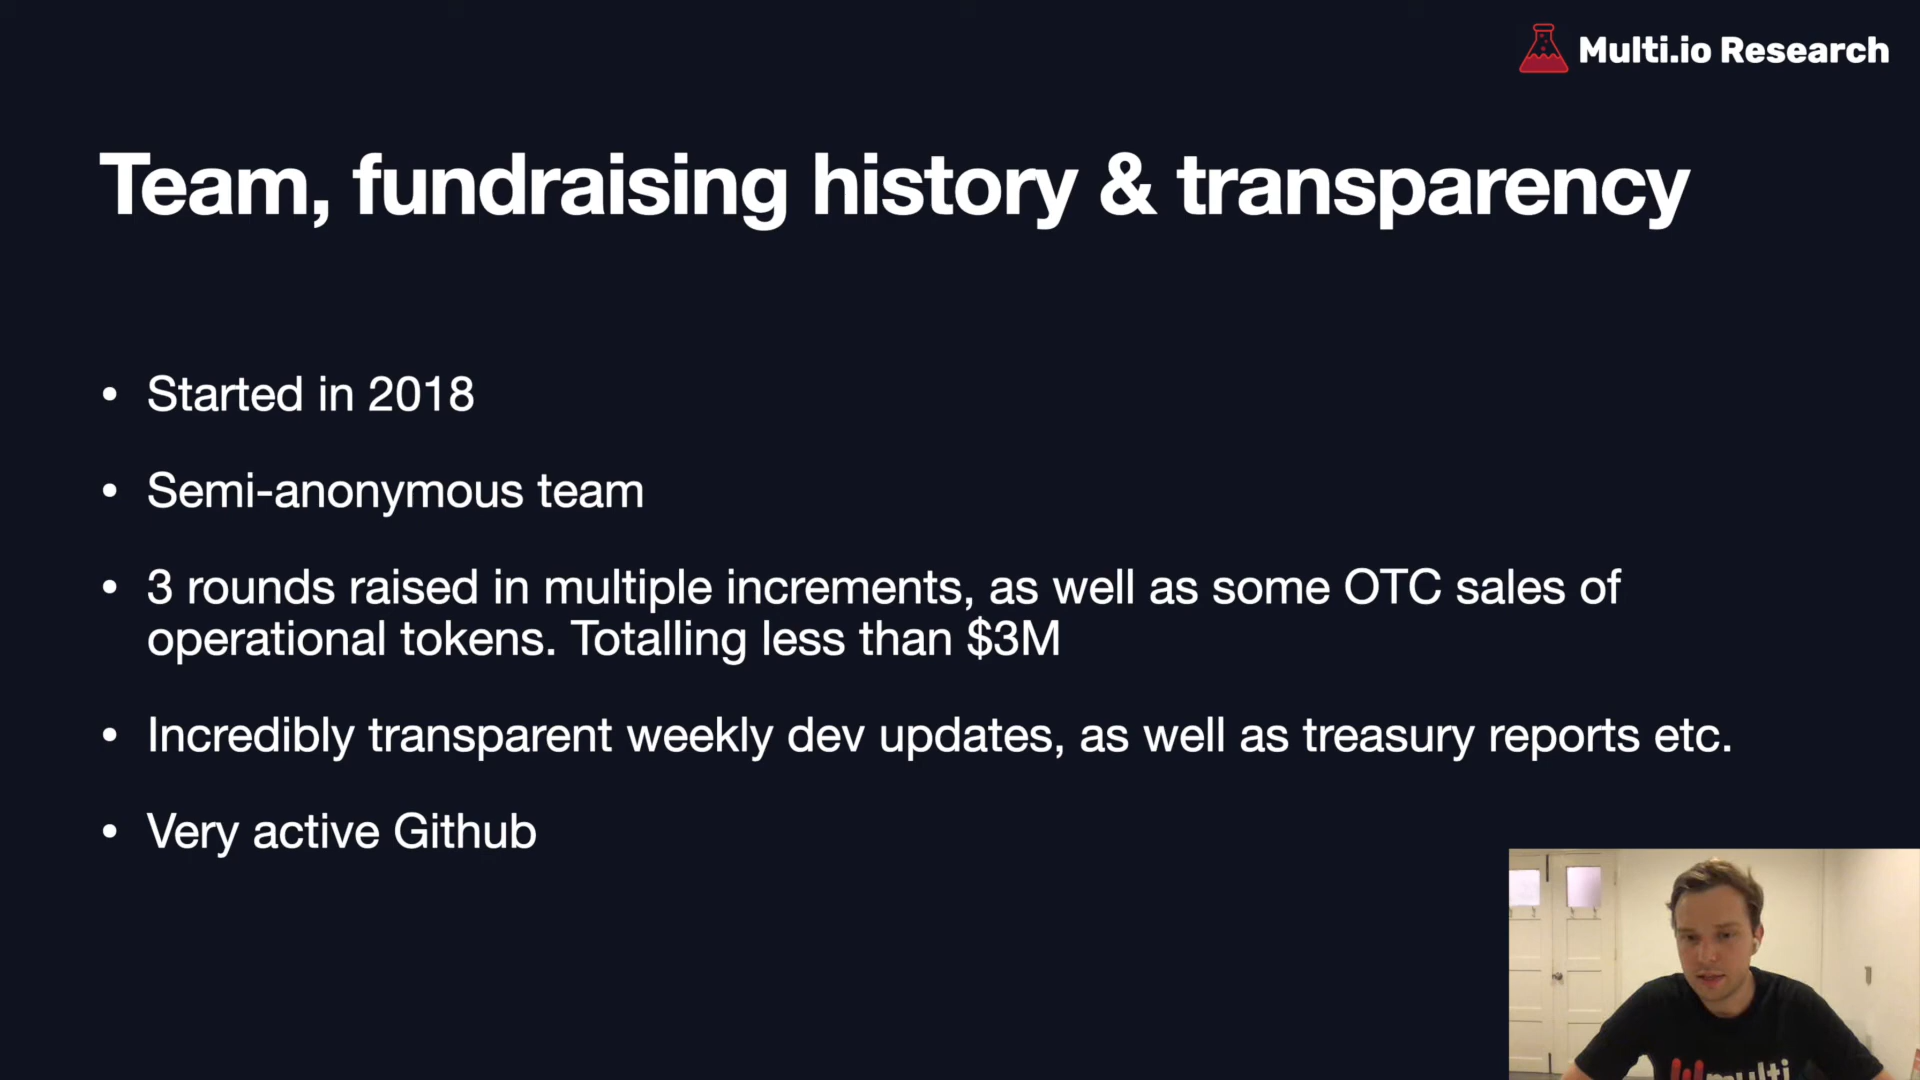 Multi.io Research
Team, fundraising history & transparency
• Started in 2018
• Semi-anonymous team
• 3 rounds raised in multiple increments, as well as some OTC sales of
operational tokens. Totalling less than $3M
• Incredibly transparent weekly dev updates, as well as treasury reports etc.
• Very active Github
multi